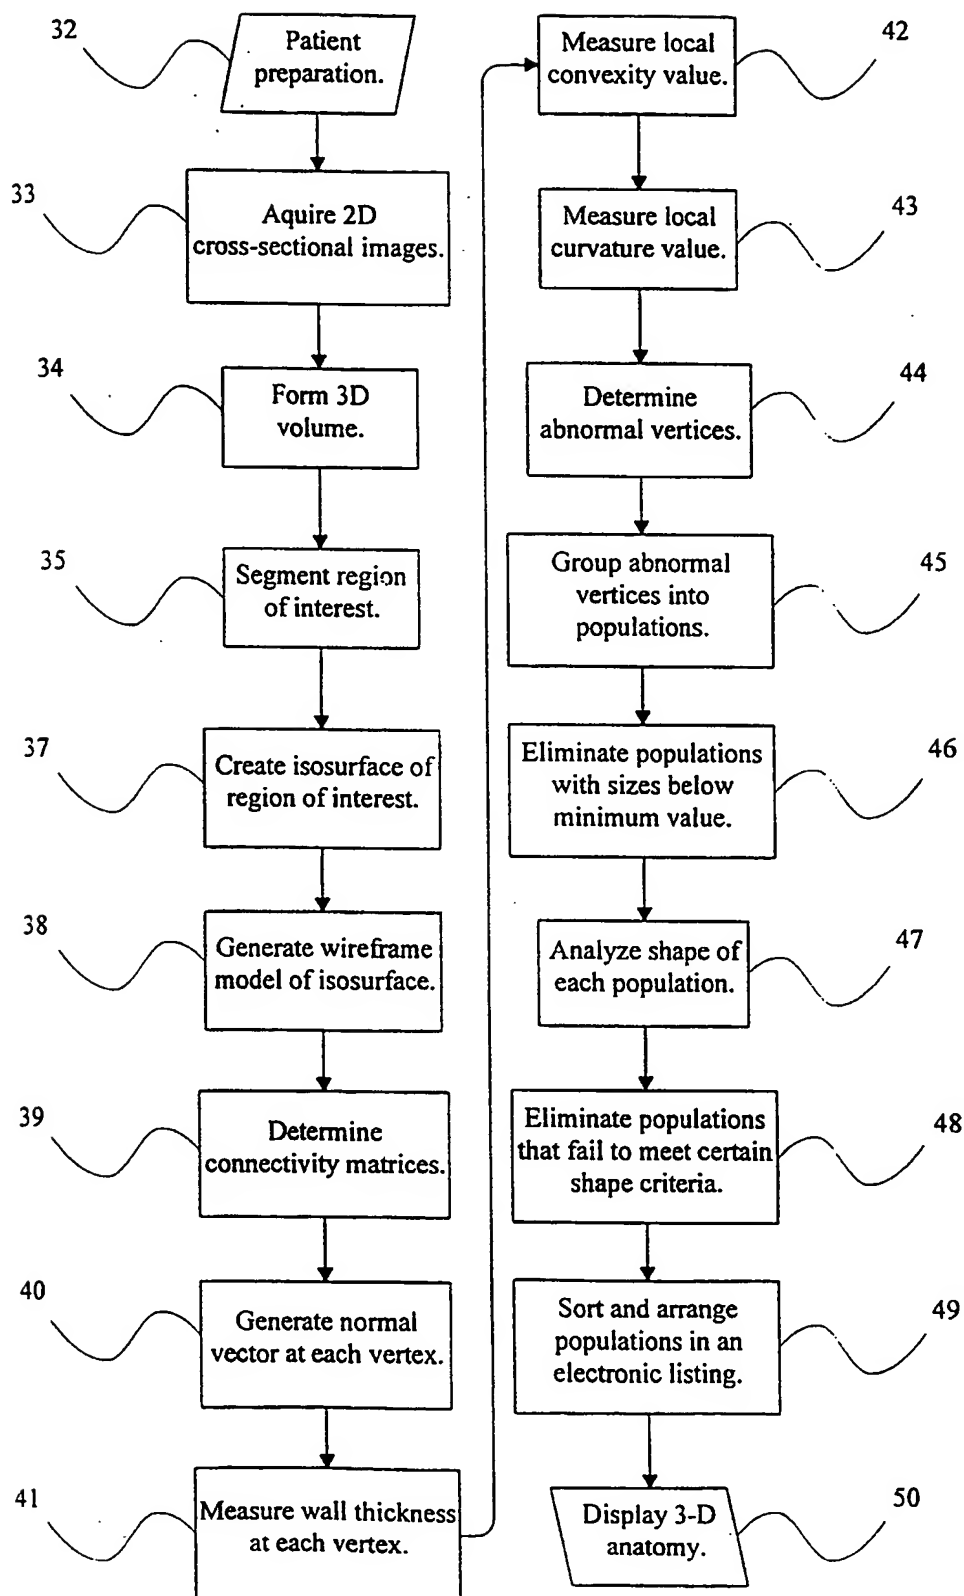 32
Patient
preparation.
33
Aquire 2D
cross-sectional images.
34
Form 3D
volume.
35
Segment region
of interest.
37
Create isosurface of
region of interest.
38
Generate wireframe
model of isosurface.
39
Determine
connectivity matrices.
40
Generate normal
vector at each vertex.
41
Measure wall thickness
at each vertex.
Measure local
convexity value.
42
Measure local
curvature value.
43
Determine
abnormal vertices.
44
Group abnormal
vertices into
populations.
45
Eliminate populations
with sizes below
minimum value.
46
Analyze shape of
each population.
47
Eliminate populations
that fail to meet certain
shape criteria.
48
Sort and arrange
populations in an
electronic listing.
49
Display 3-D
anatomy.
50